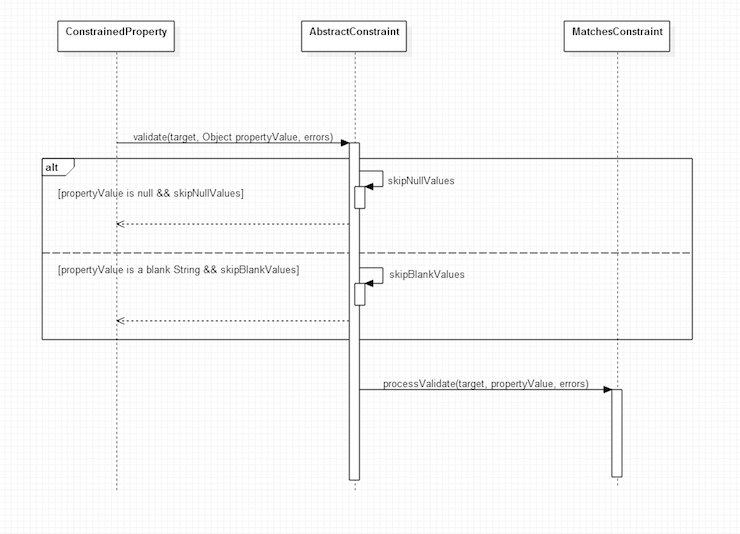 ConstrainedProperty
AbstractConstraint
MatchesConstraint
validate(target, Object propertyValue, errors)
alt
skipNullValues
[propertyValue is null && skipNullValues]
[propertyValue is a blank String && skipBlankValues]
skipBlankValues
processValidate(target, propertyValue, errors)